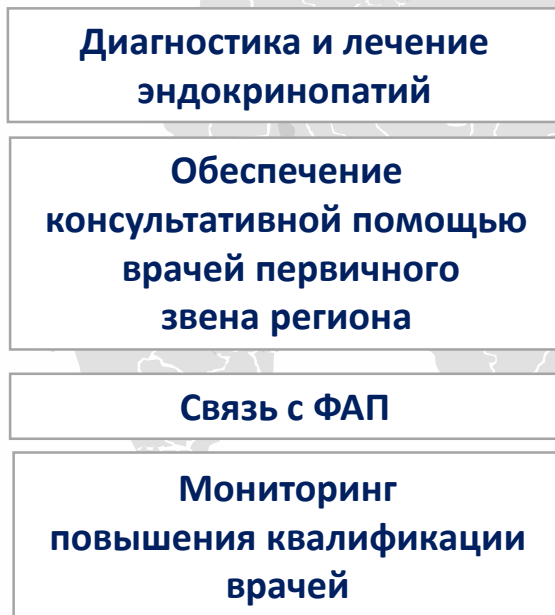 Диагностика и лечение
эндокринопатий
Обеспечение
консультативной помощью
врачей первичного
звена региона
Связь с ФАП
Мониторинг
повышения квалификации
врачей